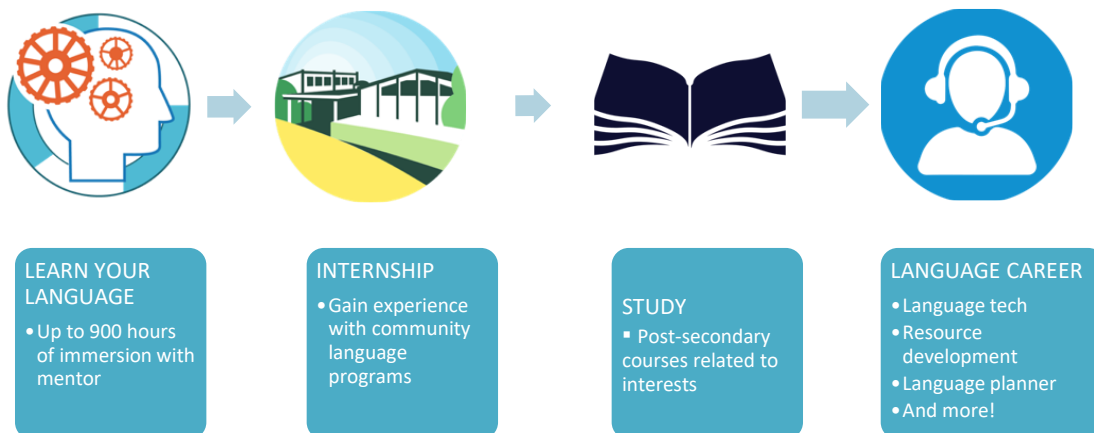 LEARN YOUR
LANGUAGE
•Up to 900 hours
of immersion with
mentor
INTERNSHIP
•Gain experience
with community
language
programs
STUDY
▪ Post-secondary
courses related to
interests
LANGUAGE CAREER
•Language tech
•Resource
development
•Language planner
•And more!